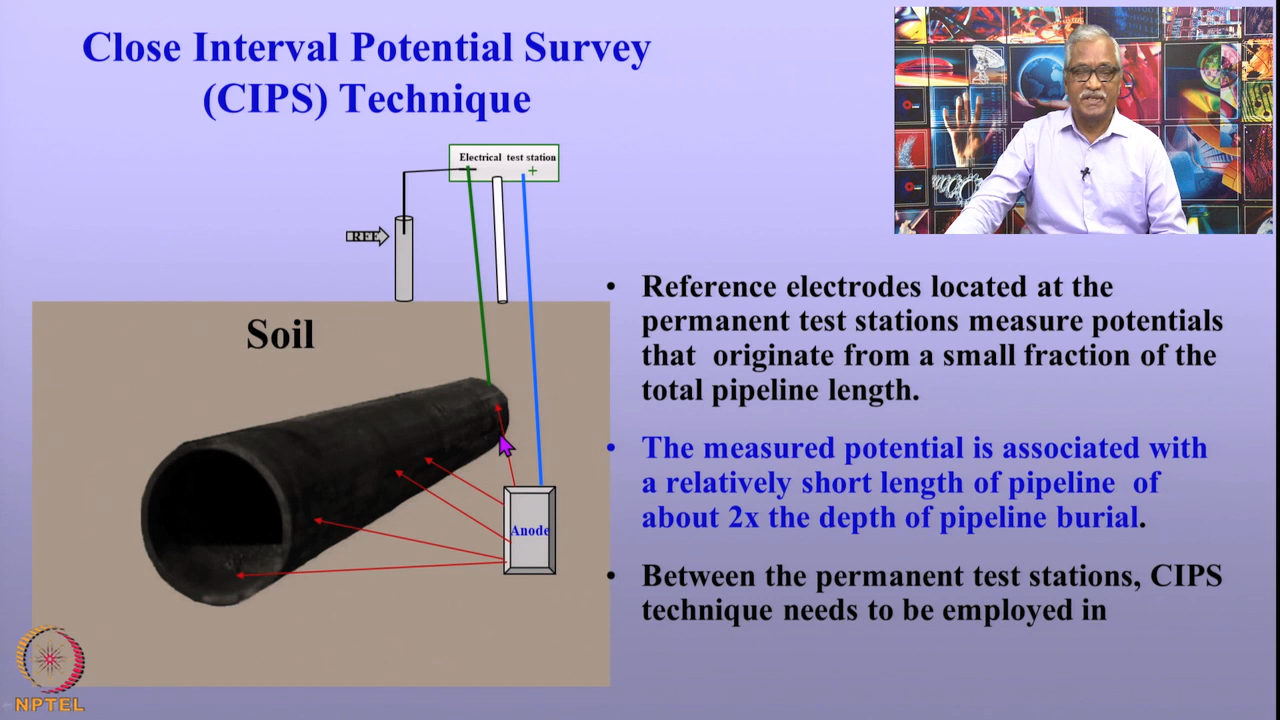 Close Interval Potential Survey
(CIPS) Technique
Electrical test station
+
REF
Soil
Anode
• Reference electrodes located at the
permanent test stations measure potentials
that originate from a small fraction of the
total pipeline length.
• The measured potential is associated with
a relatively short length of pipeline of
about 2x the depth of pipeline burial.
• Between the permanent test stations, CIPS
technique needs to be employed in
NPTEL